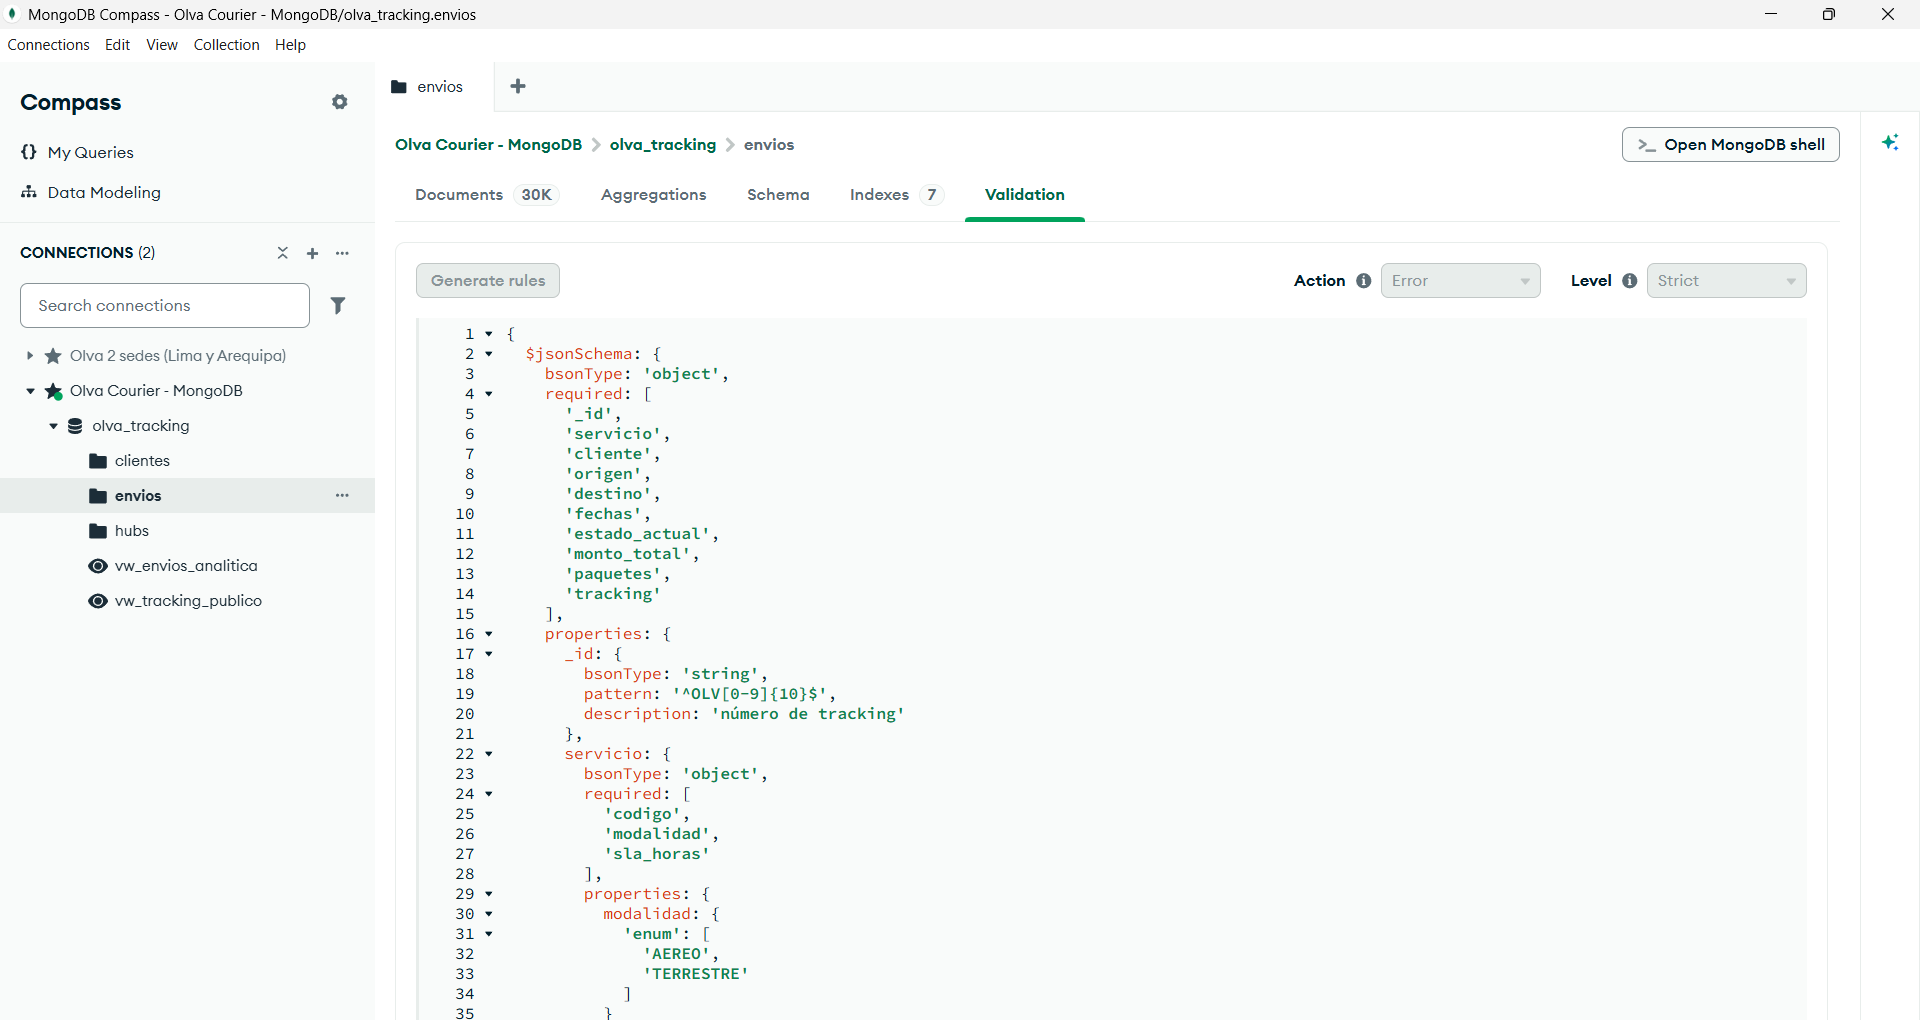 MongoDB Compass - Olva Courier - MongoDB/olva_tracking.envios
Connections Edit View Collection Help
Compass
My Queries
Data Modeling
CONNECTIONS (2)
Search connections
Olva 2 sedes (Lima y Arequipa)
Olva Courier - MongoDB
olva_tracking
clientes
envios
hubs
vw_envios_analitica
vw_tracking_publico
envios
Olva Courier - MongoDB > olva_tracking > envios
>_ Open MongoDB shell
Documents 30K Aggregations Schema Indexes 7 Validation
Generate rules
Action Error Level Strict
1 {
2 $jsonSchema: {
3 bsonType: 'object',
4 required: [
5 '_id',
6 'servicio',
7 'cliente',
8 'origen',
9 'destino',
10 'fechas',
11 'estado_actual',
12 'monto_total',
13 'paquetes',
14 'tracking'
15 ],
16 properties: {
17 _id: {
18 bsonType: 'string',
19 pattern: '^OLV[0-9]{10}$',
20 description: 'número de tracking'
21 },
22 servicio: {
23 bsonType: 'object',
24 required: [
25 'codigo',
26 'modalidad',
27 'sla_horas'
28 ],
29 properties: {
30 modalidad: {
31 'enum': [
32 'AEREO',
33 'TERRESTRE'
34 ]
35 }